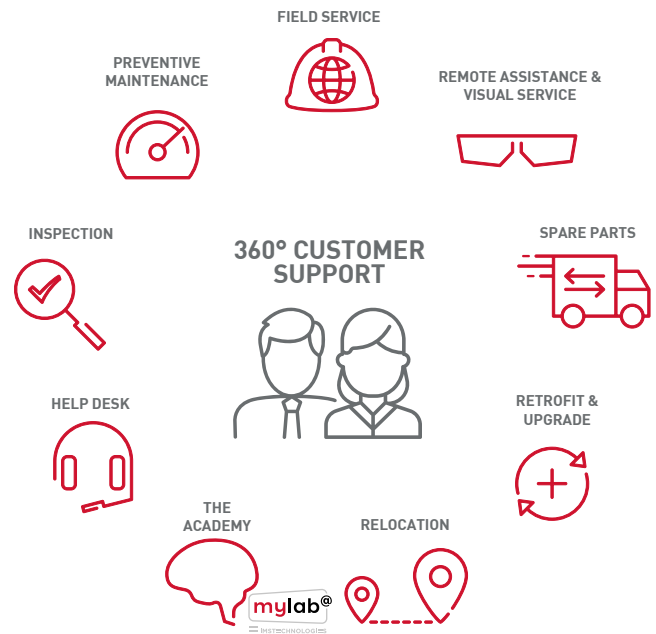 FIELD SERVICE
PREVENTIVE
MAINTENANCE
REMOTE ASSISTANCE &
VISUAL SERVICE
INSPECTION
SPARE PARTS
360° CUSTOMER
SUPPORT
HELP DESK
RETROFIT &
UPGRADE
THE
ACADEMY
RELOCATION
mylab@
IMSTECHNOLOGIES